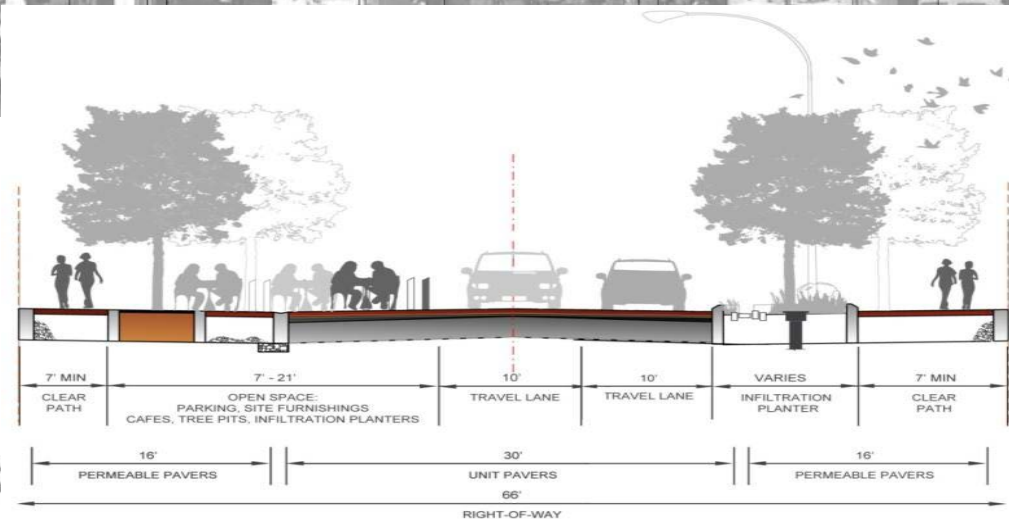 7' MIN
CLEAR
PATH
7' - 21'
OPEN SPACE:
PARKING, SITE FURNISHINGS
CAFES, TREE PITS, INFILTRATION PLANTERS
10'
TRAVEL LANE
10'
TRAVEL LANE
VARIES
INFILTRATION
PLANTER
7' MIN
CLEAR
PATH
16'
PERMEABLE PAVERS
30'
UNIT PAVERS
16'
PERMEABLE PAVERS
66'
RIGHT-OF-WAY